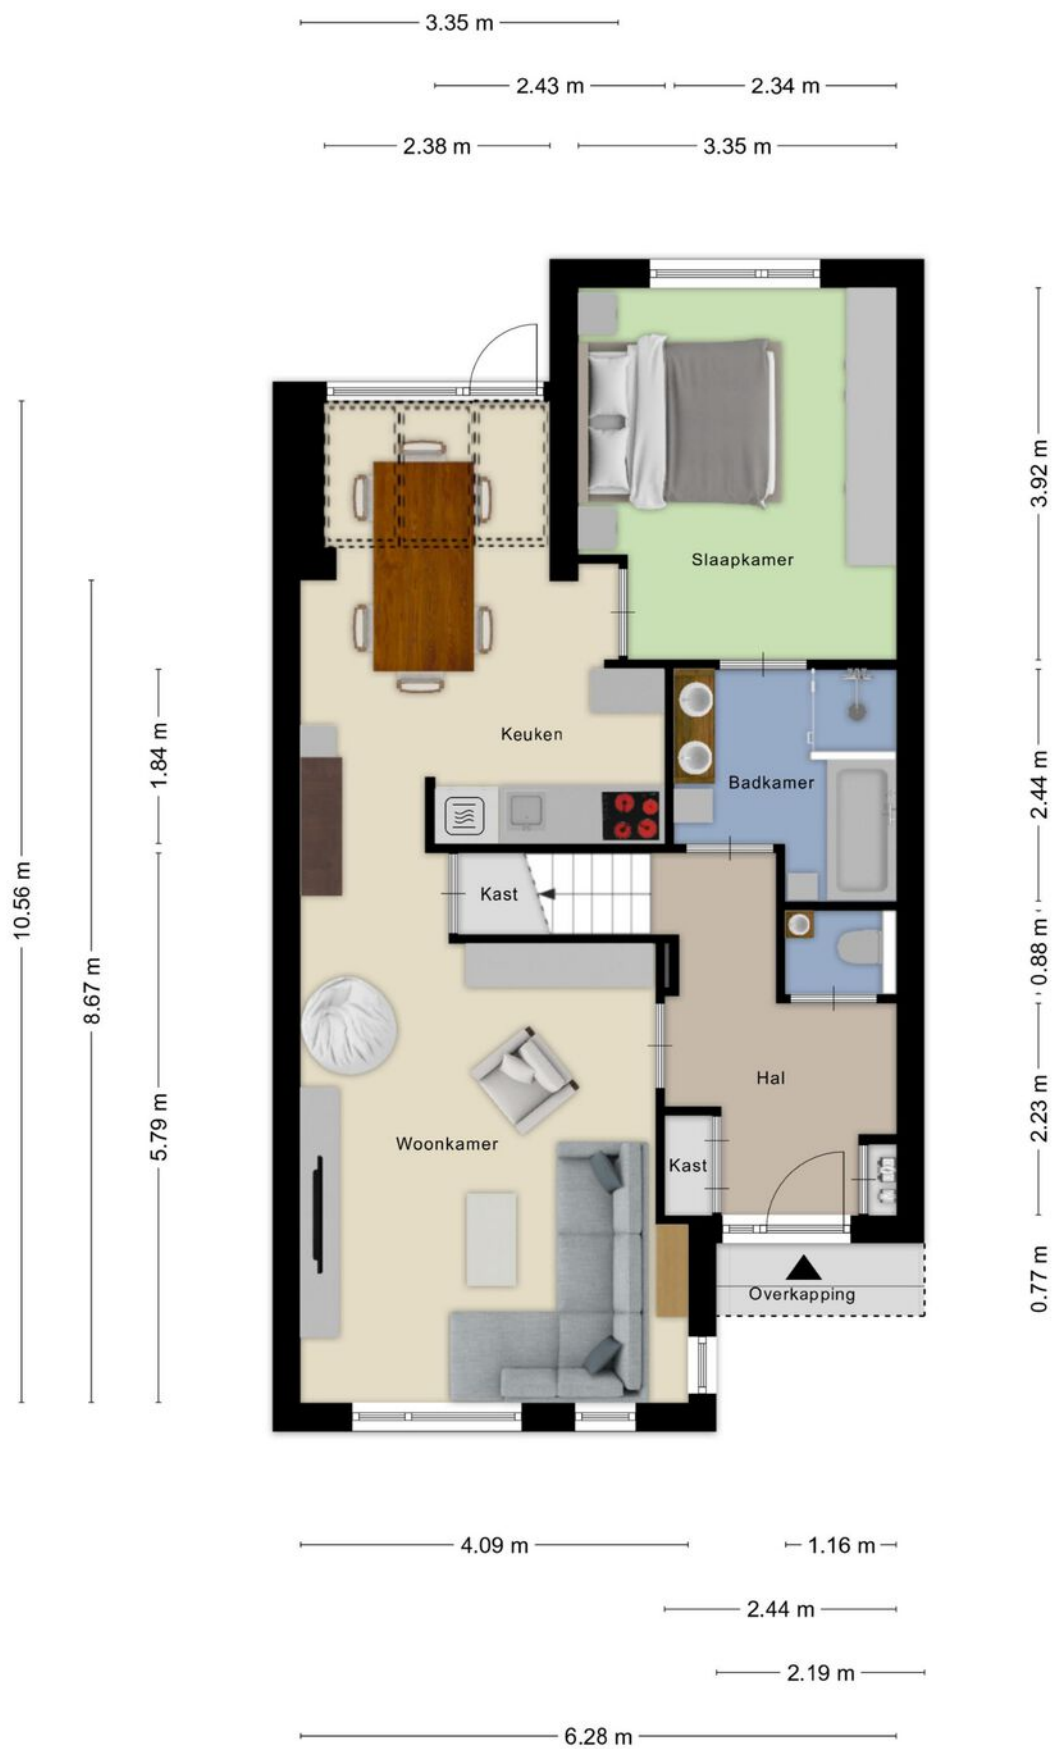 3.35 m
2.43 m
2.34 m
2.38 m
3.35 m
3.92 m
Slaapkamer
Keuken
1.84 m
Badkamer
2.44 m
10.56 m
Kast
8.67 m
0.88 m
Hal
5.79 m
Woonkamer
2.23 m
Kast
0.77 m
Overkapping
4.09 m
1.16 m
2.44 m
2.19 m
6.28 m